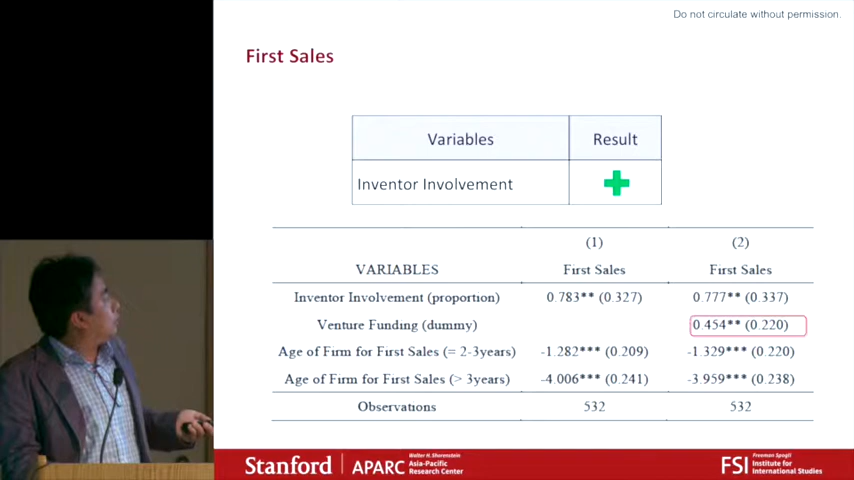 Do not circulate without permission.
First Sales
Variables Result
Inventor Involvement
(1) (2)
VARIABLES First Sales First Sales
Inventor Involvement (proportion) 0.783** (0.327) 0.777** (0.337)
Venture Funding (dummy) 0.454** (0.220)
Age of Firm for First Sales (= 2-3years) -1.282*** (0.209) -1.329*** (0.220)
Age of Firm for First Sales (> 3years) -4.006*** (0.241) -3.959*** (0.238)
Observations 532 532
Stanford APARC Walter H. Shorenstein
Asia-Pacific
Research Center
FSI Freeman Spogli
Institute for
International Studies